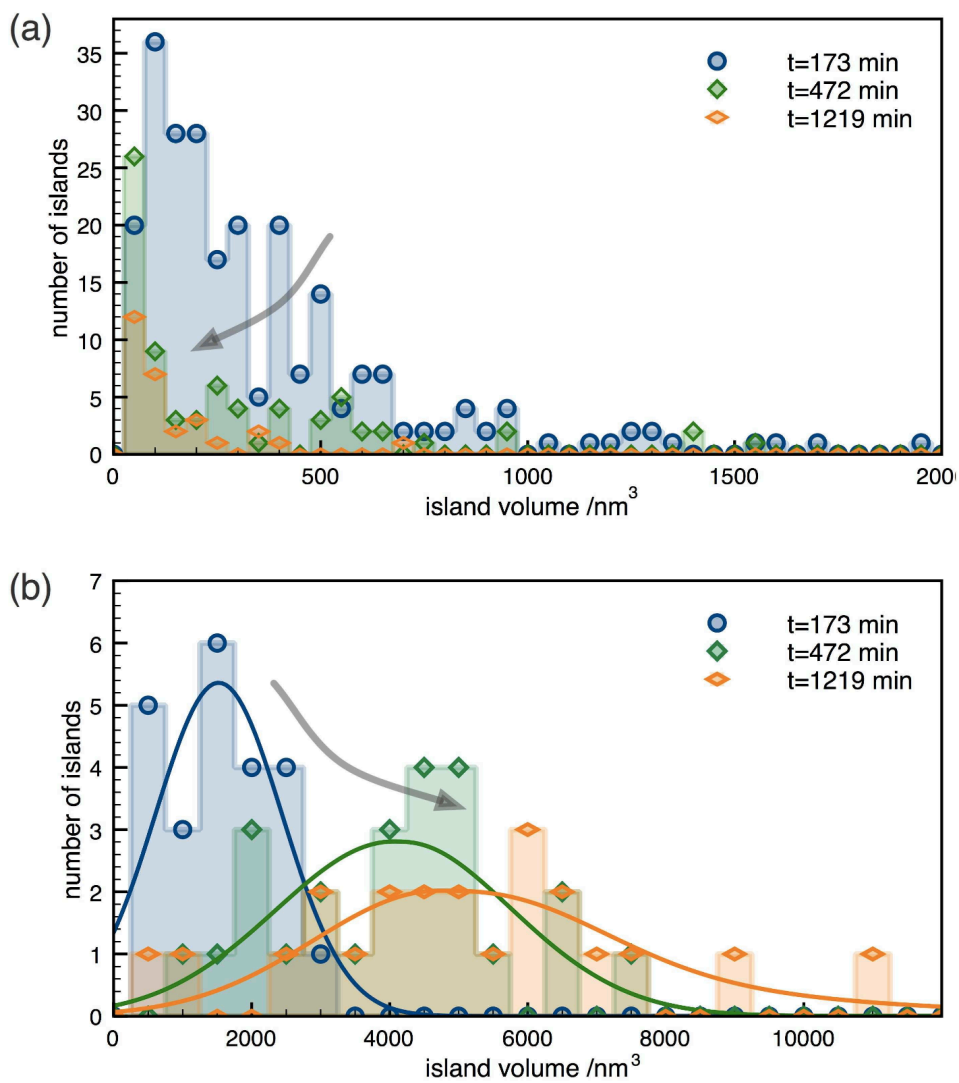 (a)
35
30
25
20
15
10
5
0
number of islands
t=173 min
t=472 min
t=1219 min
0 500 1000 1500 200
island volume /nm³
(b)
7
6
5
4
3
2
1
0
number of islands
t=173 min
t=472 min
t=1219 min
0 2000 4000 6000 8000 10000
island volume /nm³